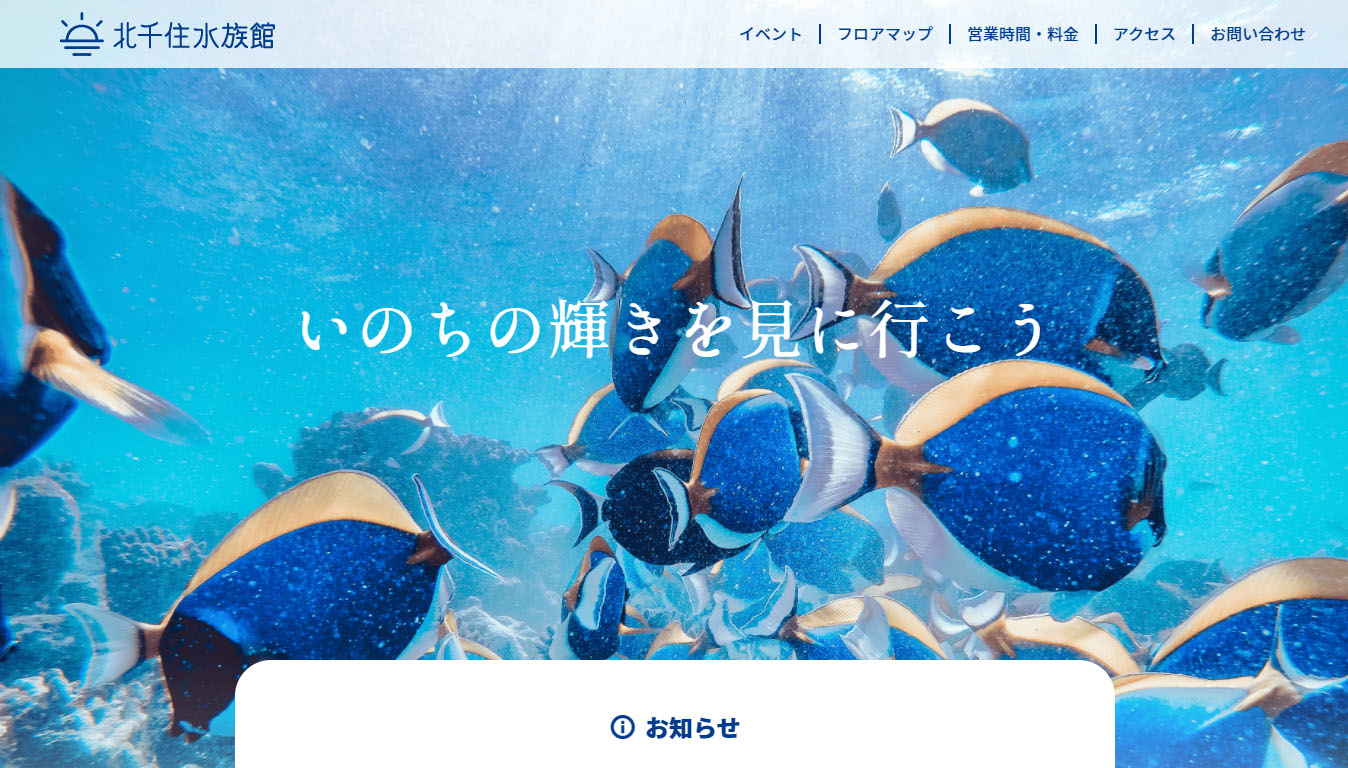 北千住水族館
イベント
フロアマップ
営業時間・料金
アクセス
お問い合わせ
いのちの輝きを見に行こう
お知らせ